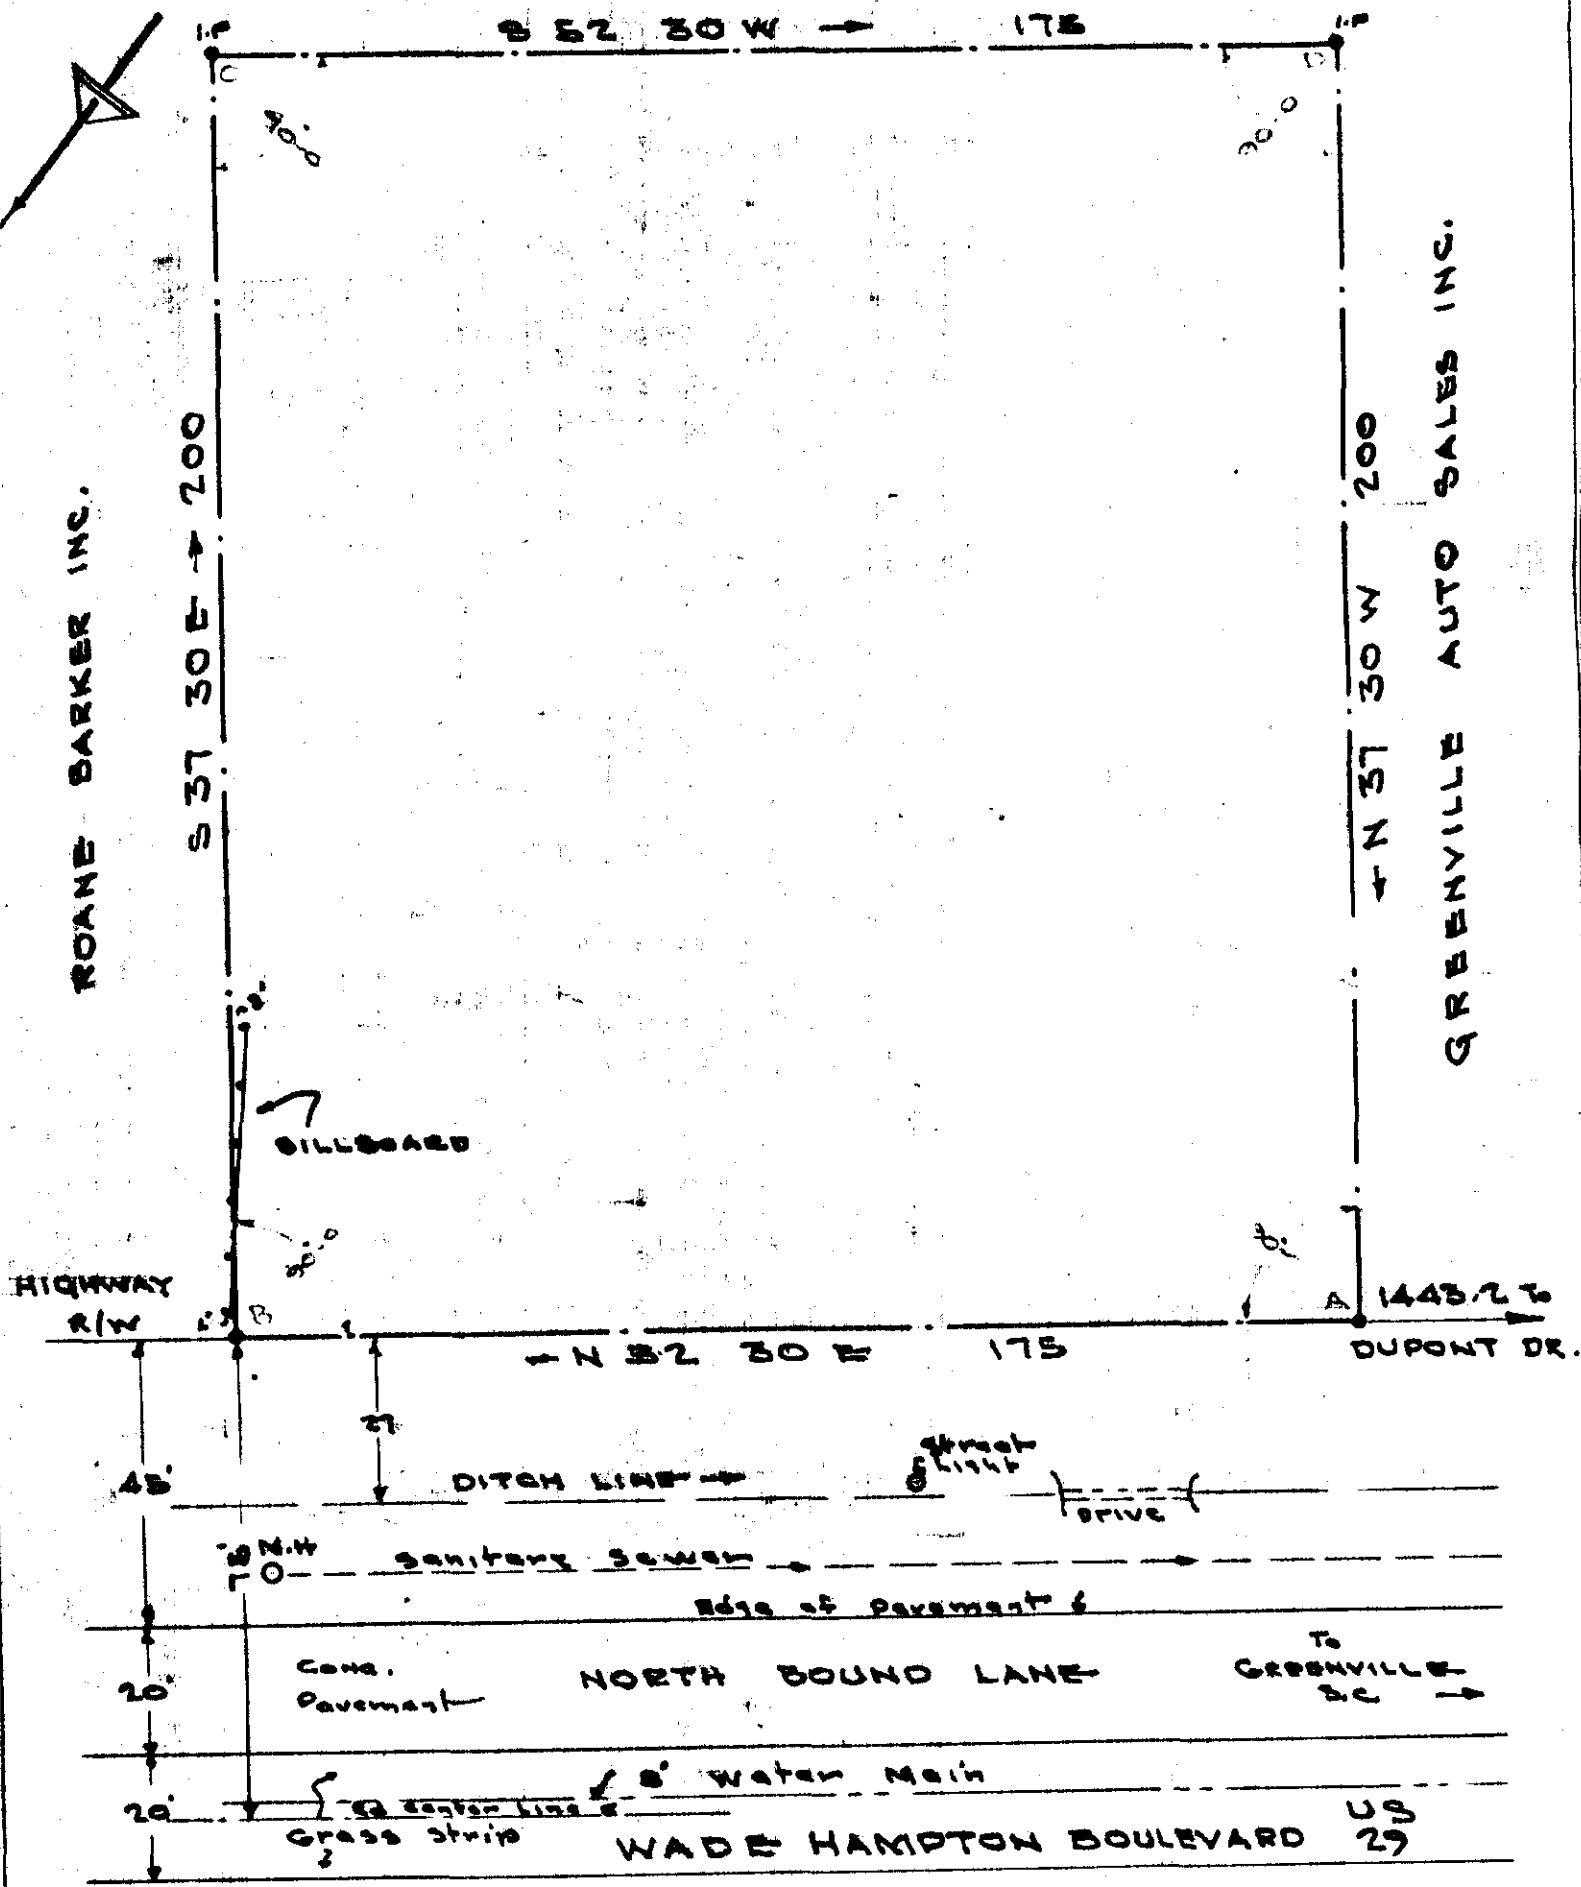 I.P
S 52 30 W → 175
I.P
C
D
90.0
90.0
ROANE BARKER INC.
S 37 30 E → 200
← N 37 30 W 200
GREENVILLE AUTO SALES INC.
BILLBOARD
90.0
HIGHWAY
R/W
B
A
1443.2 To
DUPONT DR.
← N 52 30 E 175
27
45'
DITCH LINE →
Street
Light
Drive
75
M.H
Sanitary Sewer →
Edge of Pavement
20'
Conc.
Pavement
NORTH BOUND LANE
To
GREENVILLE
S.C. →
8" Water Main
20'
Rd Center Line
Grass Strip
WADE HAMPTON BOULEVARD
US
29